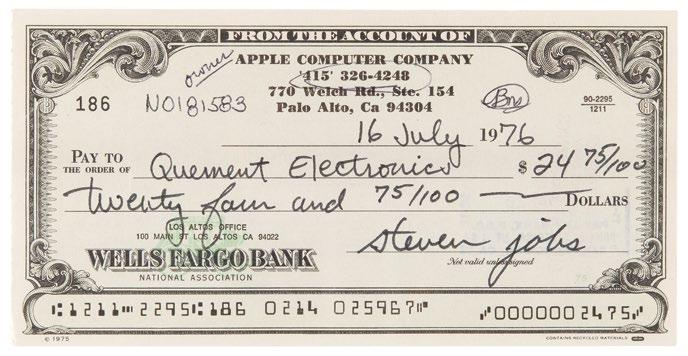 FROM THE ACCOUNT OF
owner
APPLE COMPUTER COMPANY
'415' 326-4248
770 Welch Rd., Ste. 154
Palo Alto, Ca 94304
186
NO181583
90-2295
1211
16 July 1976
PAY TO
THE ORDER OF Quement Electronics $ 24 75/100
twenty four and 75/100 DOLLARS
LOS ALTOS OFFICE
100 MAIN ST LOS ALTOS CA 94022
WELLS FARGO BANK
NATIONAL ASSOCIATION
steven jobs
Not valid unless signed
⑆1211⑉2295⑆186 0214 025967⑈ ⑈0000002475⑈
© 1975
CONTAINS RECYCLED MATERIALS